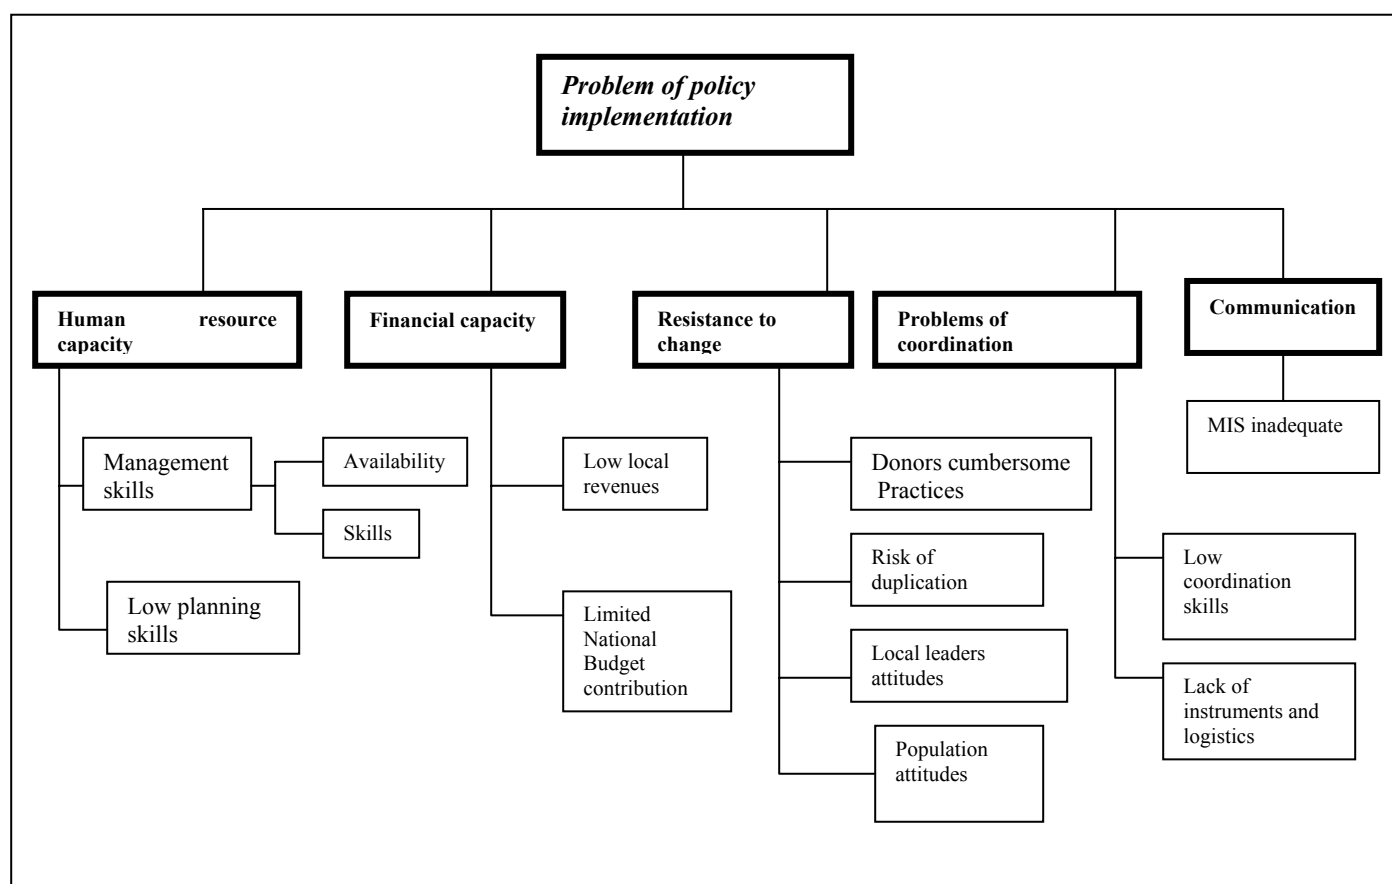 Problem of policy
implementation
Human resource
capacity
Financial capacity
Resistance to
change
Problems of
coordination
Communication
MIS inadequate
Management
skills
Availability
Skills
Low planning
skills
Low local
revenues
Limited
National
Budget
contribution
Donors cumbersome
Practices
Risk of
duplication
Local leaders
attitudes
Population
attitudes
Low
coordination
skills
Lack of
instruments and
logistics